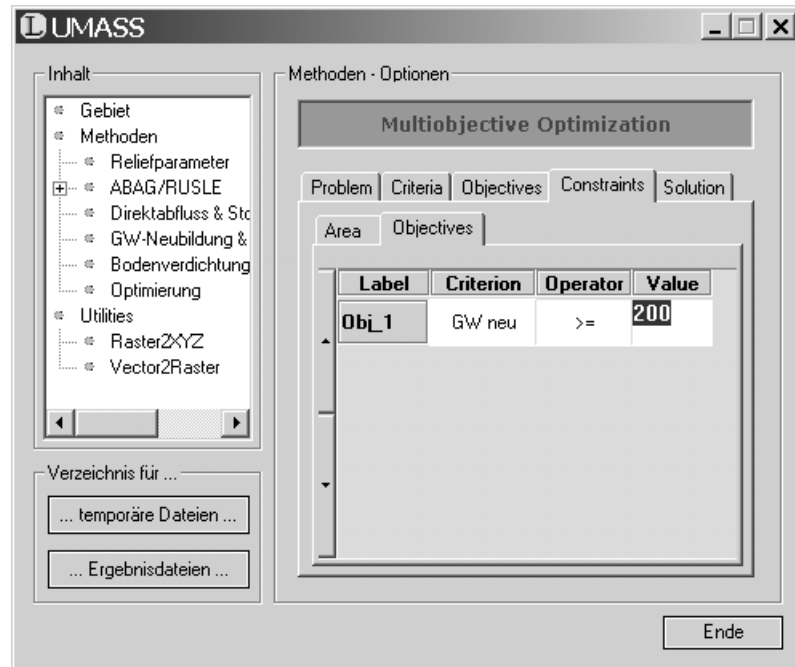 UMASS
Inhalt
Gebiet
Methoden
Reliefparameter
ABAG/RUSLE
Direktabfluss & Sto
GW-Neubildung &
Bodenverdichtung
Optimierung
Utilities
Raster2XYZ
Vector2Raster
Verzeichnis für ...
... temporäre Dateien ...
... Ergebnisdateien ...
Methoden - Optionen
Multiobjective Optimization
Problem Criteria Objectives Constraints Solution
Area Objectives
Label Criterion Operator Value
Obj_1 GW neu >= 200
Ende